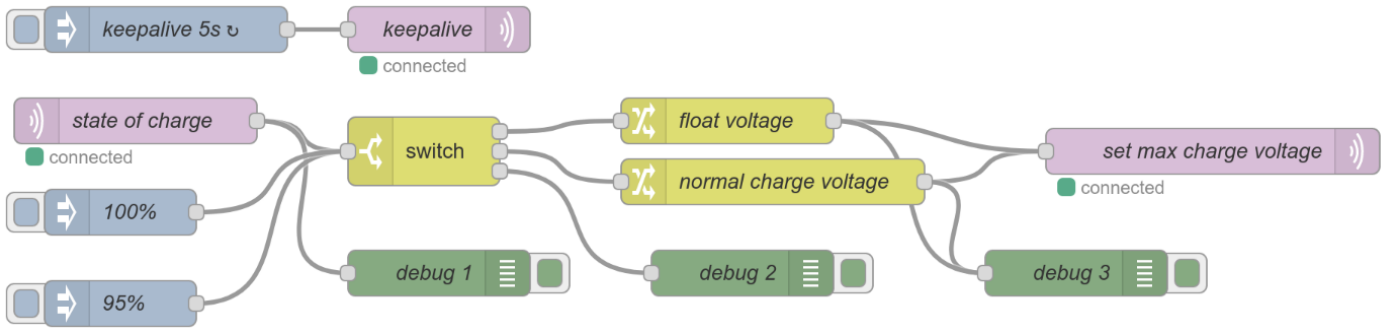 keepalive 5s ↻
keepalive
connected
state of charge
connected
switch
float voltage
normal charge voltage
set max charge voltage
connected
100%
95%
debug 1
debug 2
debug 3